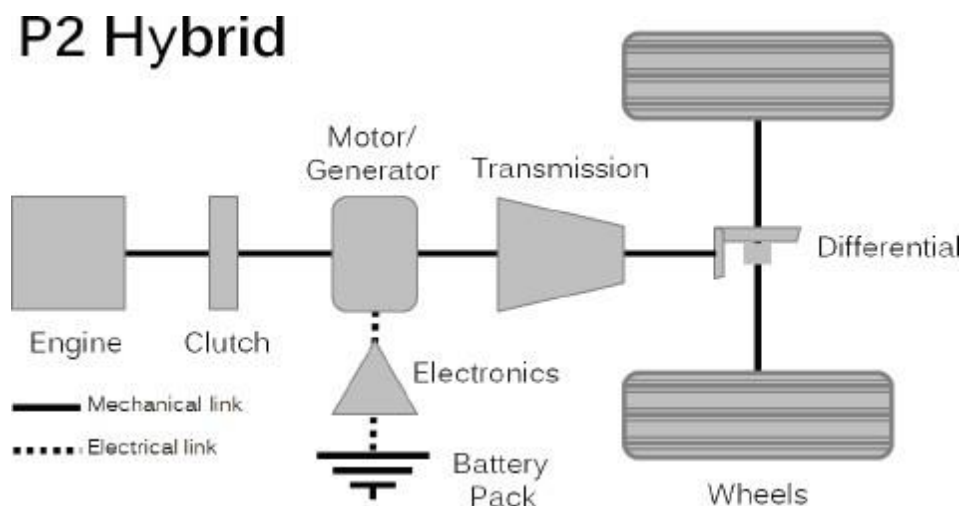 P2 Hybrid
Motor/
Generator
Transmission
Differential
Engine
Clutch
Electronics
Mechanical link
Electrical link
Battery
Pack
Wheels